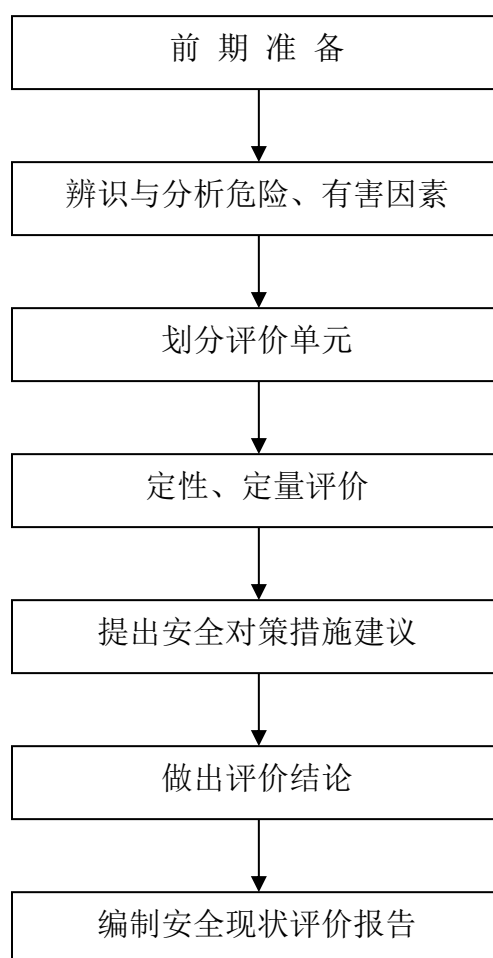 前 期 准 备
辨识与分析危险、有害因素
划分评价单元
定性、定量评价
提出安全对策措施建议
做出评价结论
编制安全现状评价报告